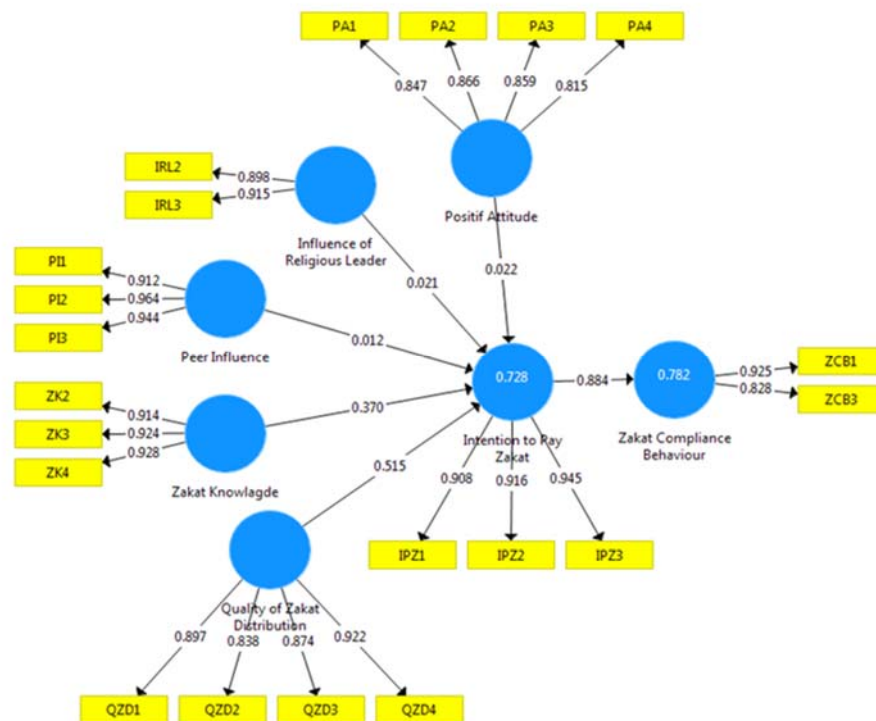 PA1 PA2 PA3 PA4
0.847 0.866 0.859 0.815
Positif Attitude
0.022
IRL2
IRL3
0.898
0.915
Influence of
Religious Leader
0.021
PI1
PI2
PI3
0.912
0.964
0.944
Peer Influence
0.012
ZK2
ZK3
ZK4
0.914
0.924
0.928
Zakat Knowlagde
0.370
0.728
Intention to Pay
Zakat
0.884
0.782
Zakat Compliance
Behaviour
0.925
0.828
ZCB1
ZCB3
0.515
0.908 0.916 0.945
IPZ1 IPZ2 IPZ3
Quality of Zakat
Distribution
0.897 0.838 0.874 0.922
QZD1 QZD2 QZD3 QZD4